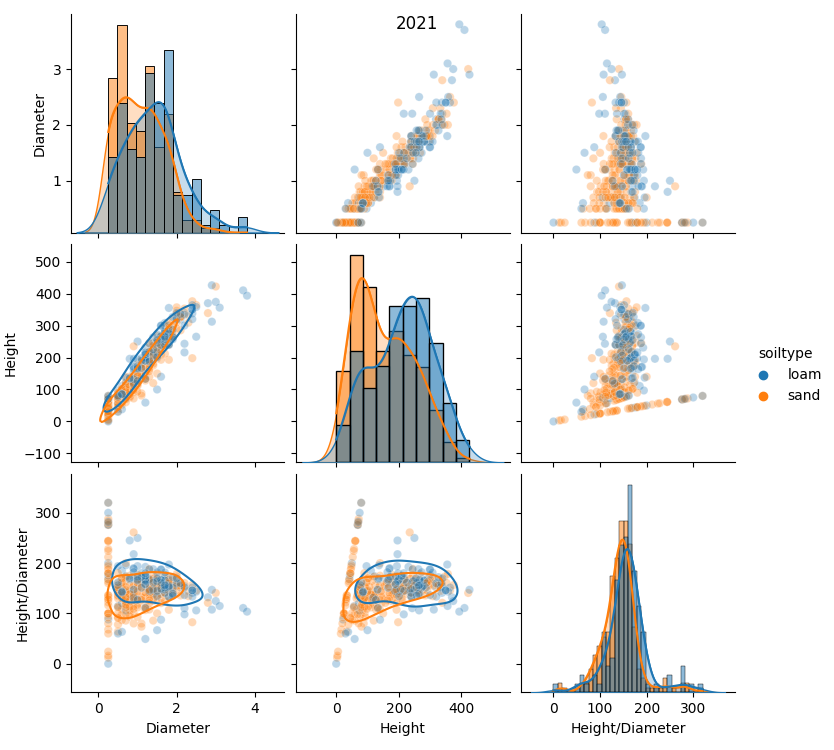 2021
Diameter
3
2
1
Height
500
400
300
200
100
0
−100
soiltype
loam
sand
Height/Diameter
300
200
100
0
0 2 4
0 200 400
0 100 200 300
Diameter
Height
Height/Diameter